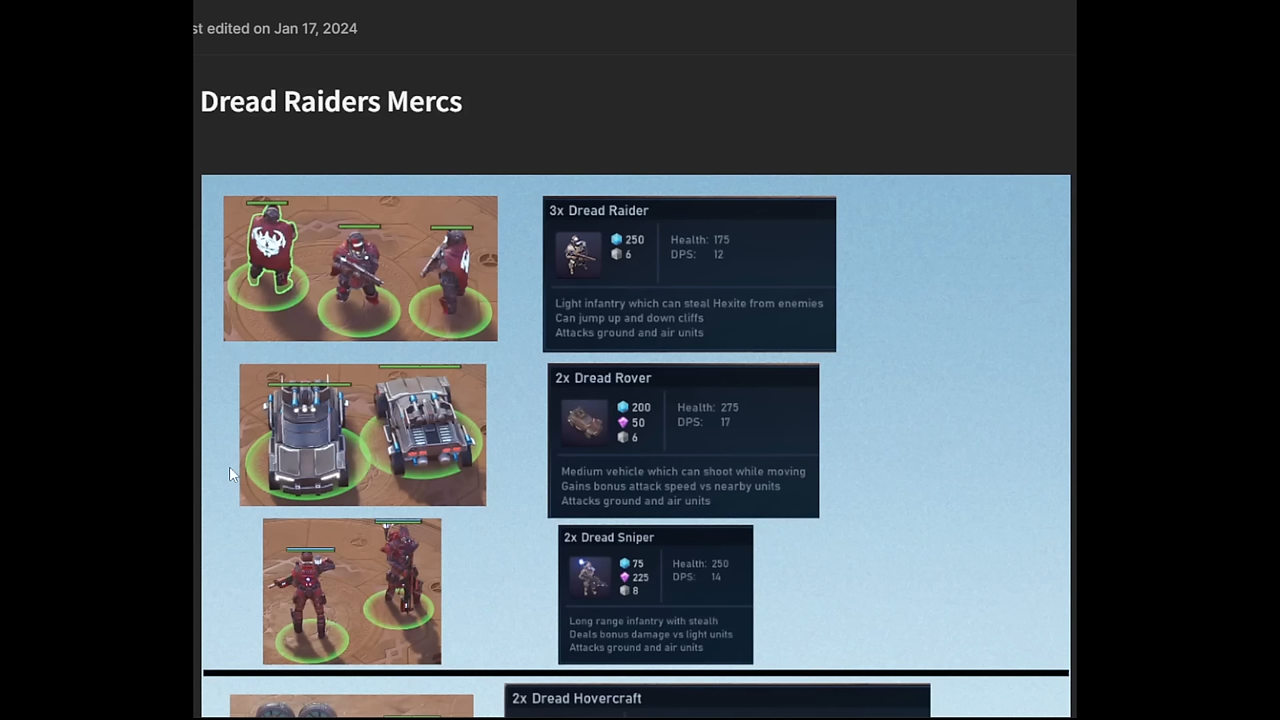 st edited on Jan 17, 2024
Dread Raiders Mercs
3x Dread Raider
250
6
Health: 175
DPS: 12
Light infantry which can steal Hexite from enemies
Can jump up and down cliffs
Attacks ground and air units
2x Dread Rover
200
50
6
Health: 275
DPS: 17
Medium vehicle which can shoot while moving
Gains bonus attack speed vs nearby units
Attacks ground and air units
2x Dread Sniper
75
225
8
Health: 250
DPS: 14
Long range infantry with stealh
Deals bonus damage vs light units
Attacks ground and air units
2x Dread Hovercraft